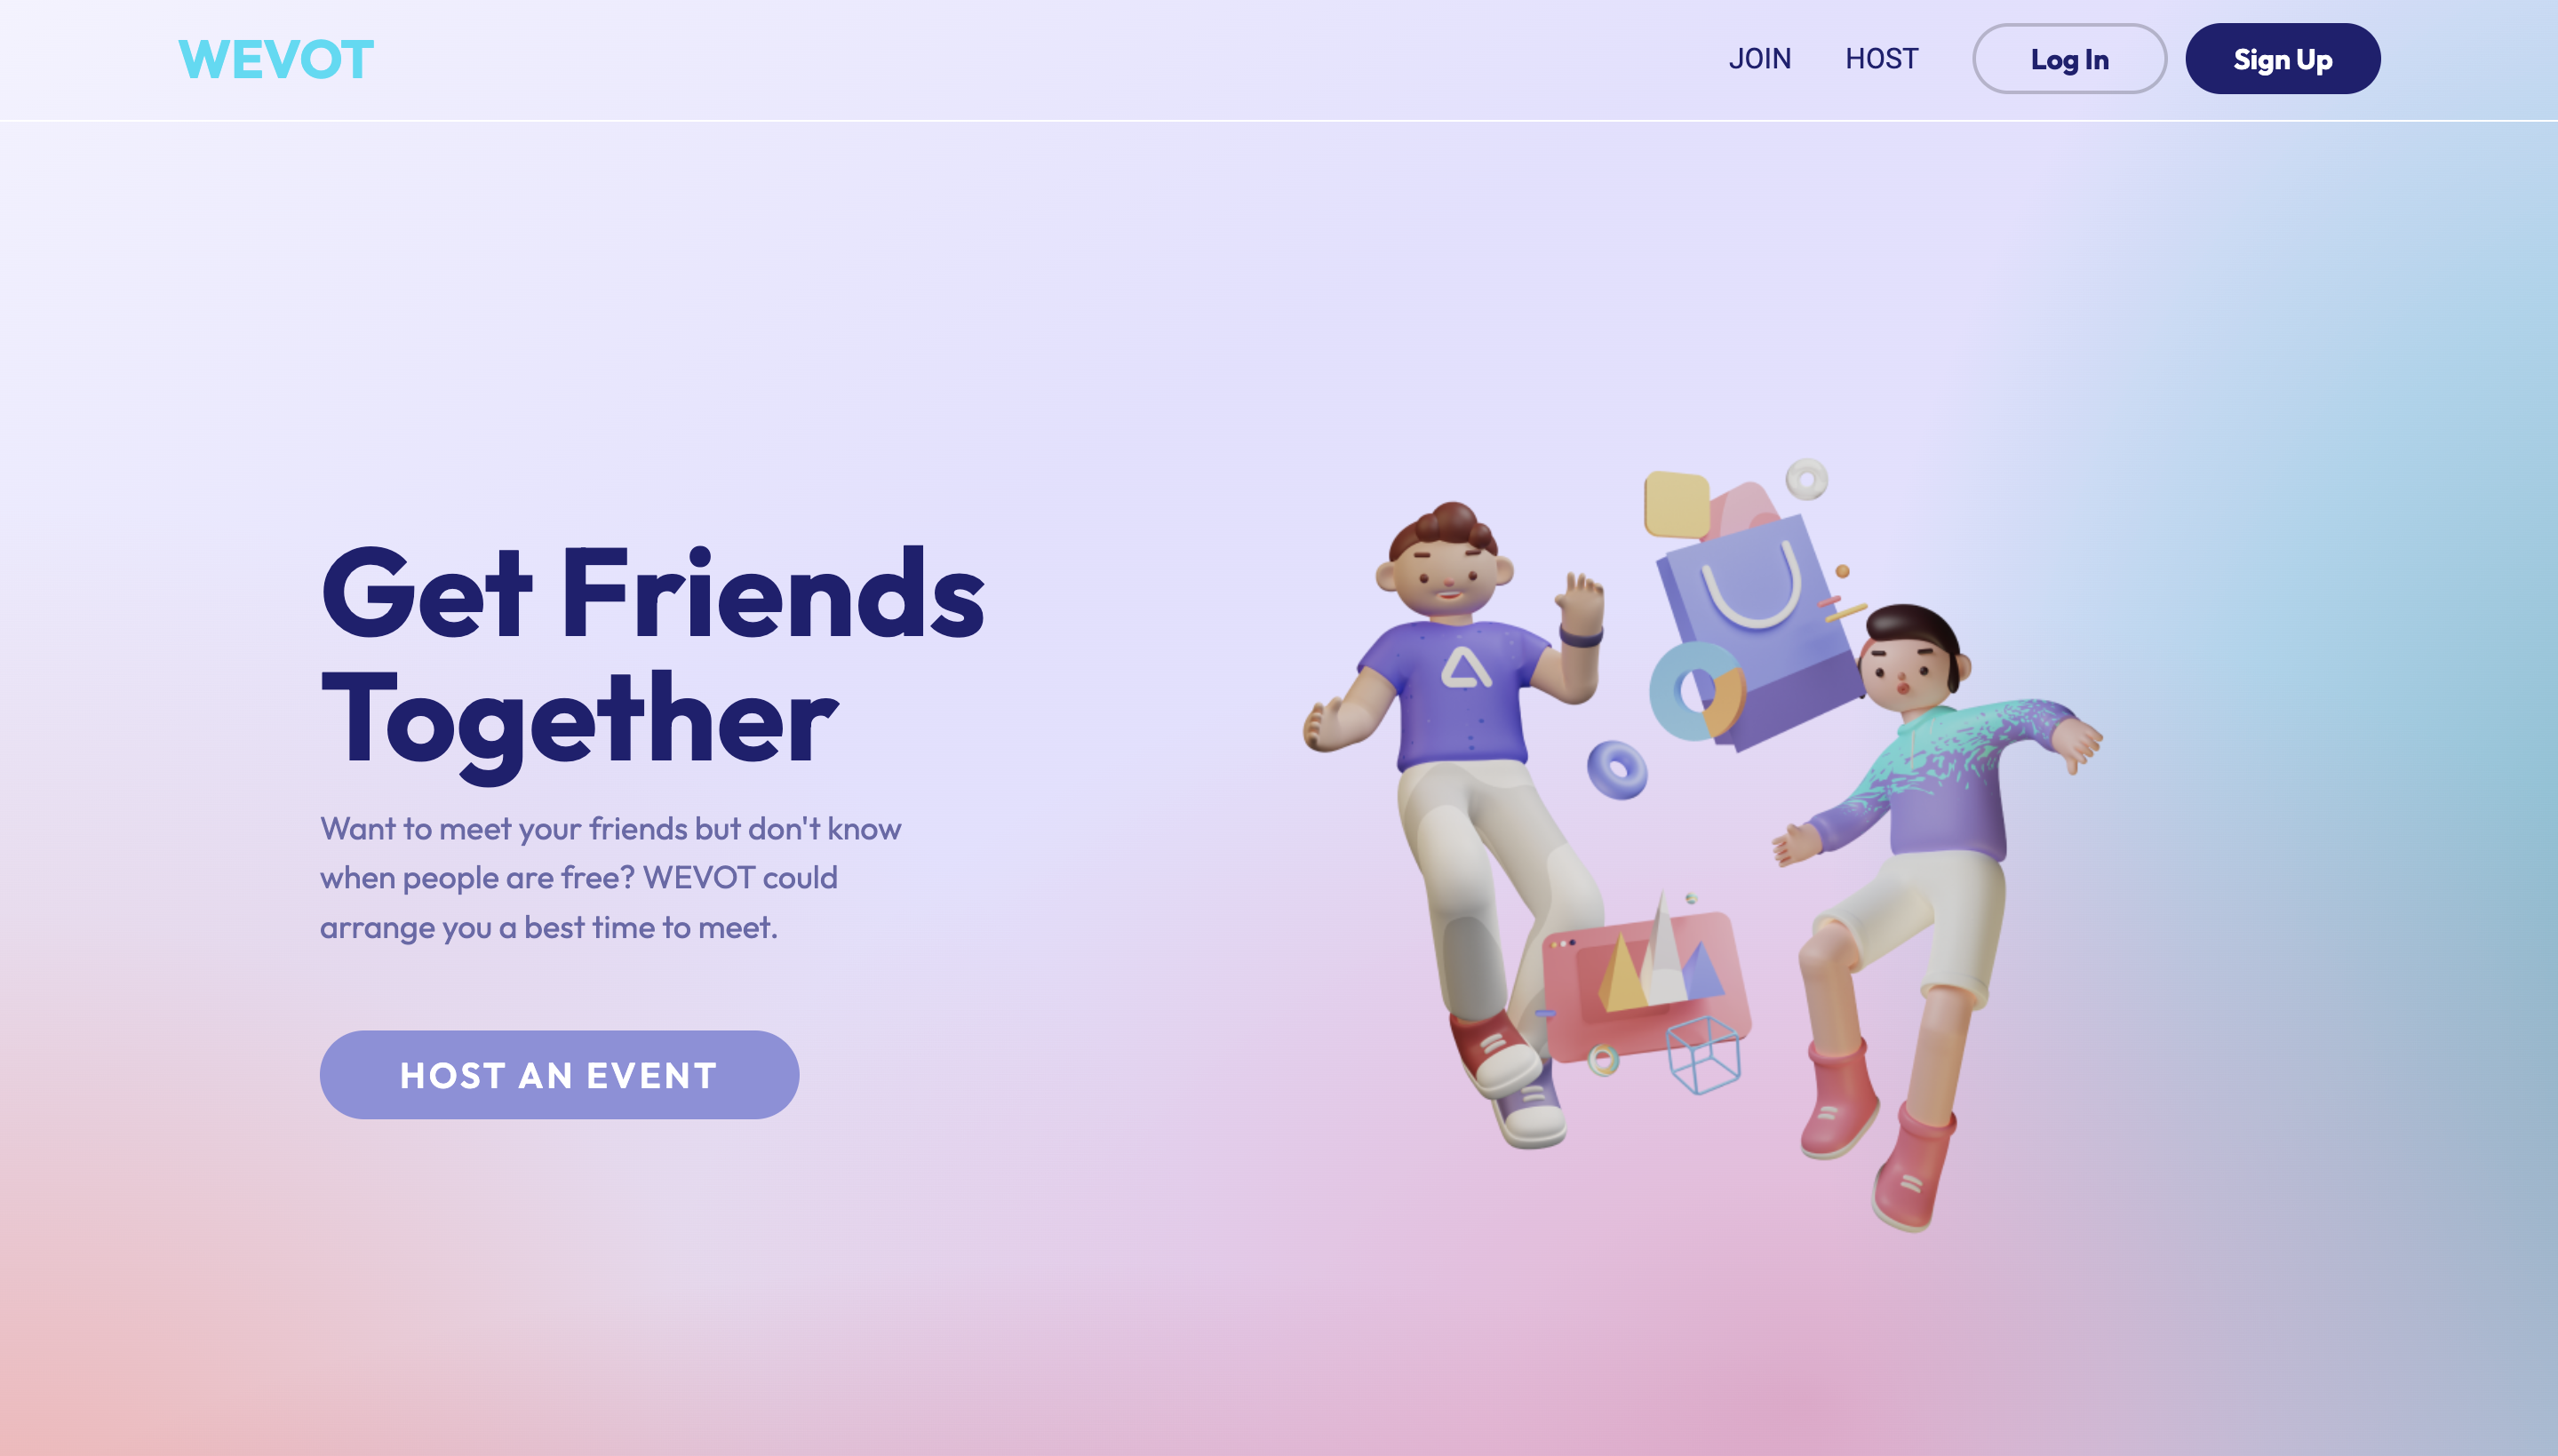 WEVOT
JOIN
HOST
Log In
Sign Up
Get Friends
Together
Want to meet your friends but don't know
when people are free? WEVOT could
arrange you a best time to meet.
HOST AN EVENT